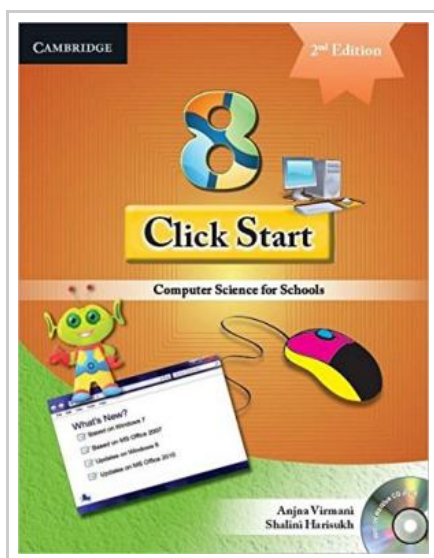 CAMBRIDGE
2nd Edition
8
Click Start
Computer Science for Schools
What's New?
Based on Windows 7
Based on MS Office 2007
Updates on Windows 8
Updates on MS Office 2010
Anjna Virmani
Shalini Harisukh